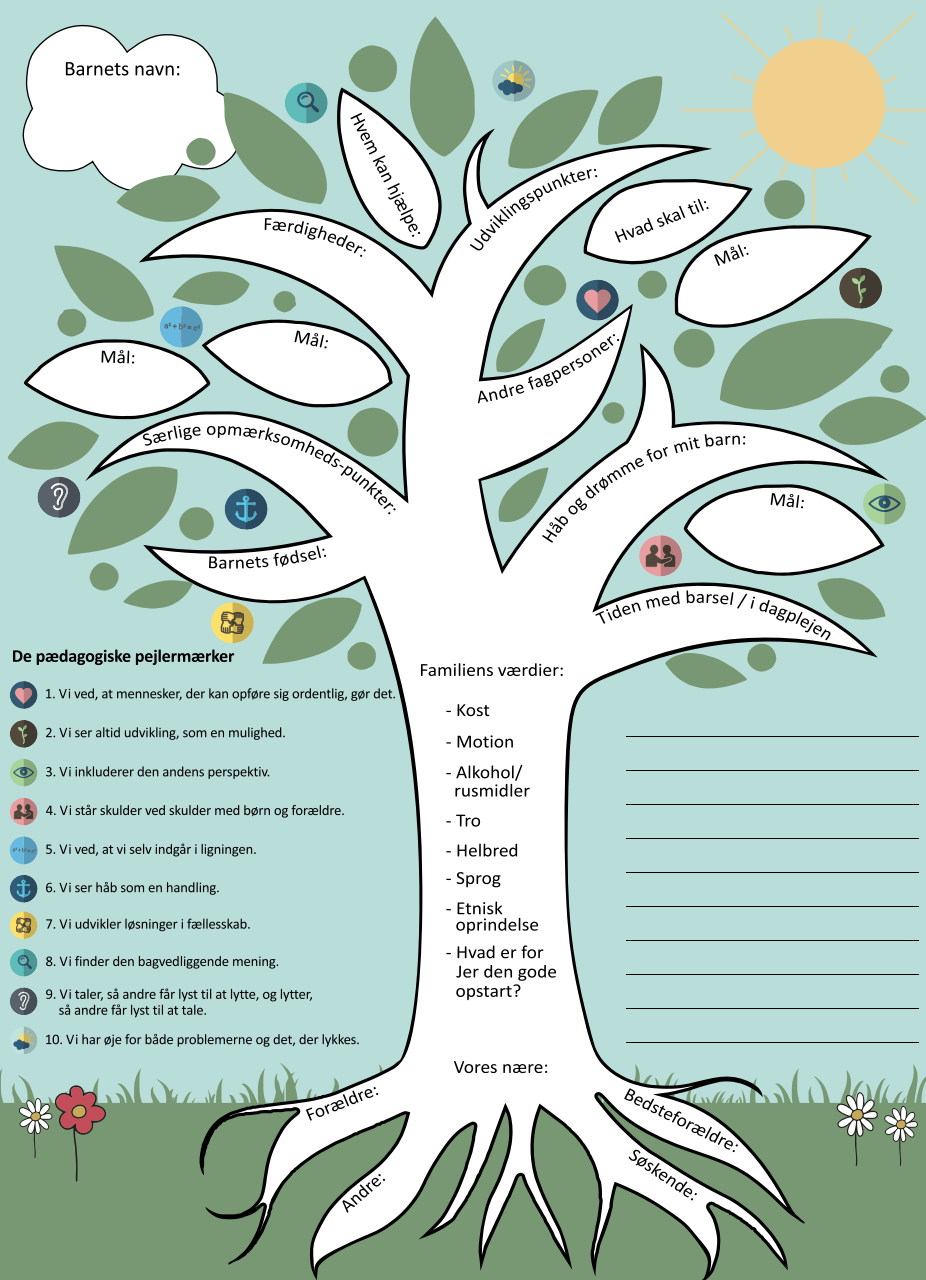 Barnets navn:
Hvem kan hjælpe:
Udviklingspunkter:
Færdigheder:
Hvad skal til:
Mål:
a² + b² = c²
Mål:
Mål:
Andre fagpersoner:
Særlige opmærksomheds-punkter:
Håb og drømme for mit barn:
Mål:
Barnets fødsel:
Tiden med barsel / i dagplejen
De pædagogiske pejlermærker
1. Vi ved, at mennesker, der kan opføre sig ordentlig, gør det.
2. Vi ser altid udvikling, som en mulighed.
3. Vi inkluderer den andens perspektiv.
4. Vi står skulder ved skulder med børn og forældre.
5. Vi ved, at vi selv indgår i ligningen.
6. Vi ser håb som en handling.
7. Vi udvikler løsninger i fællesskab.
8. Vi finder den bagvedliggende mening.
9. Vi taler, så andre får lyst til at lytte, og lytter,
så andre får lyst til at tale.
10. Vi har øje for både problemerne og det, der lykkes.
Familiens værdier:
- Kost
- Motion
- Alkohol/
rusmidler
- Tro
- Helbred
- Sprog
- Etnisk
oprindelse
- Hvad er for
Jer den gode
opstart?
Vores nære:
Forældre:
Bedsteforældre:
Andre:
Søskende: